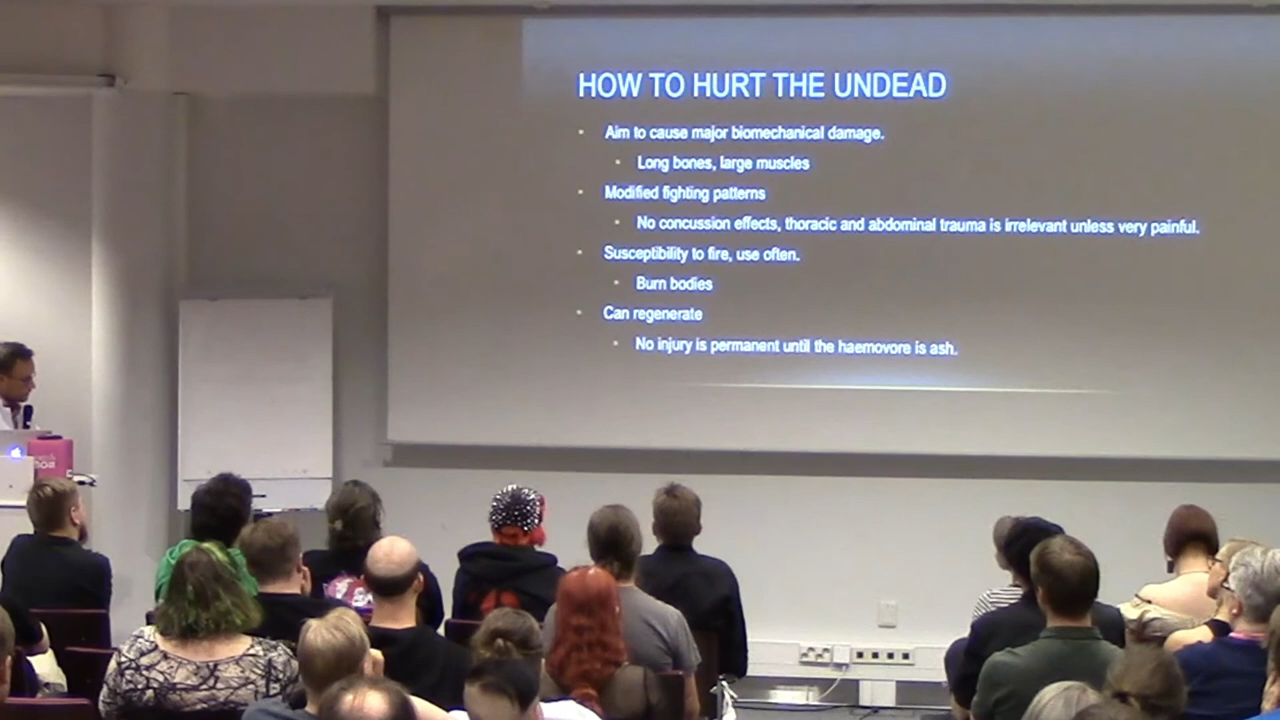 HOW TO HURT THE UNDEAD
• Aim to cause major biomechanical damage.
• Long bones, large muscles
• Modified fighting patterns
• No concussion effects, thoracic and abdominal trauma is irrelevant unless very painful.
• Susceptibility to fire, use often.
• Burn bodies
• Can regenerate
• No injury is permanent until the haemovore is ash.